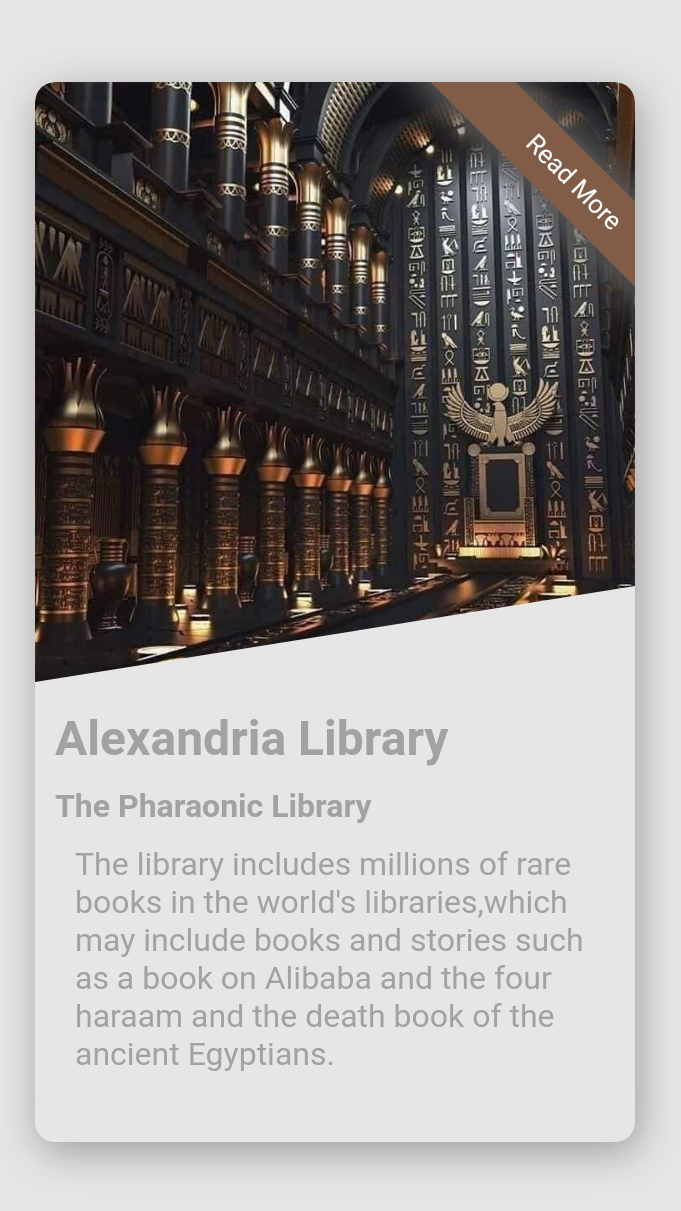 Read More
Alexandria Library
The Pharaonic Library
The library includes millions of rare
books in the world's libraries,which
may include books and stories such
as a book on Alibaba and the four
haraam and the death book of the
ancient Egyptians.